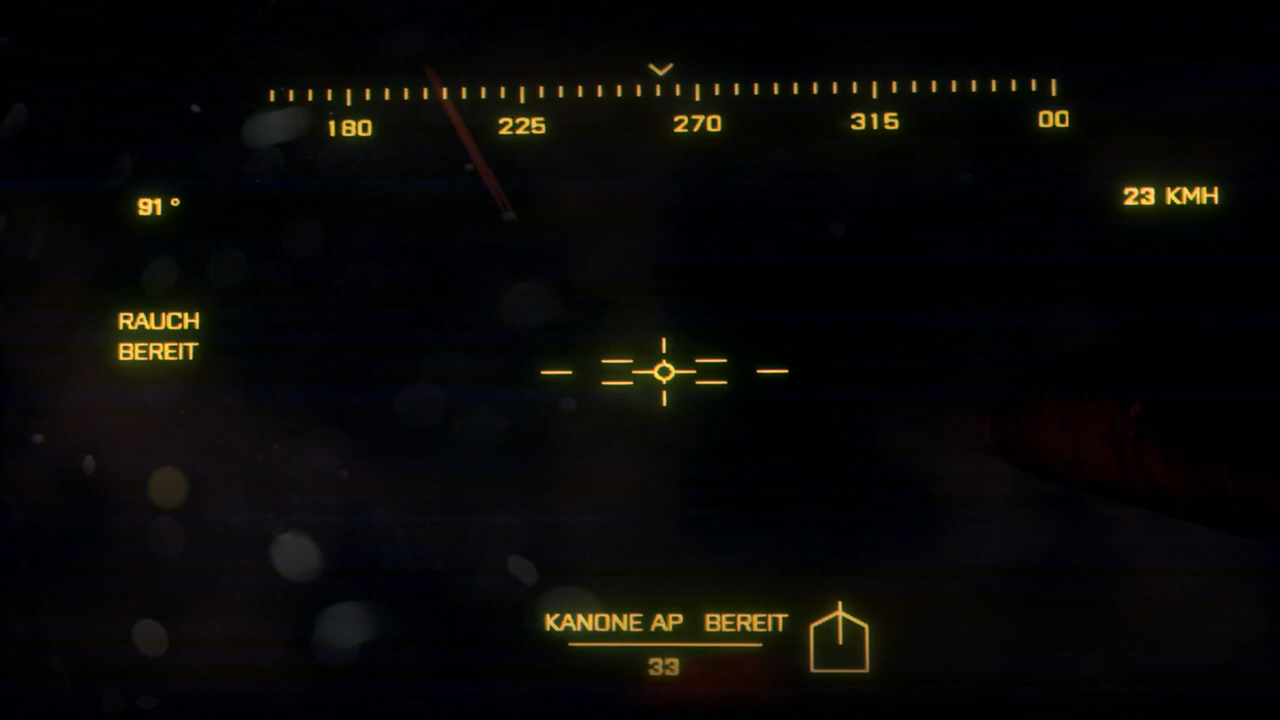 180 225 270 315 00
91 °
23 KMH
RAUCH
BEREIT
KANONE AP BEREIT
33